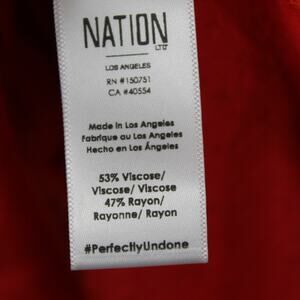 NATION
LTD
LOS ANGELES
RN #150751
CA #40554
Made in Los Angeles
Fabriqué au Los Angeles
Hecho en Los Ángeles
53% Viscose/
Viscose/ Viscose
47% Rayon/
Rayonne/ Rayon
#PerfectlyUndone